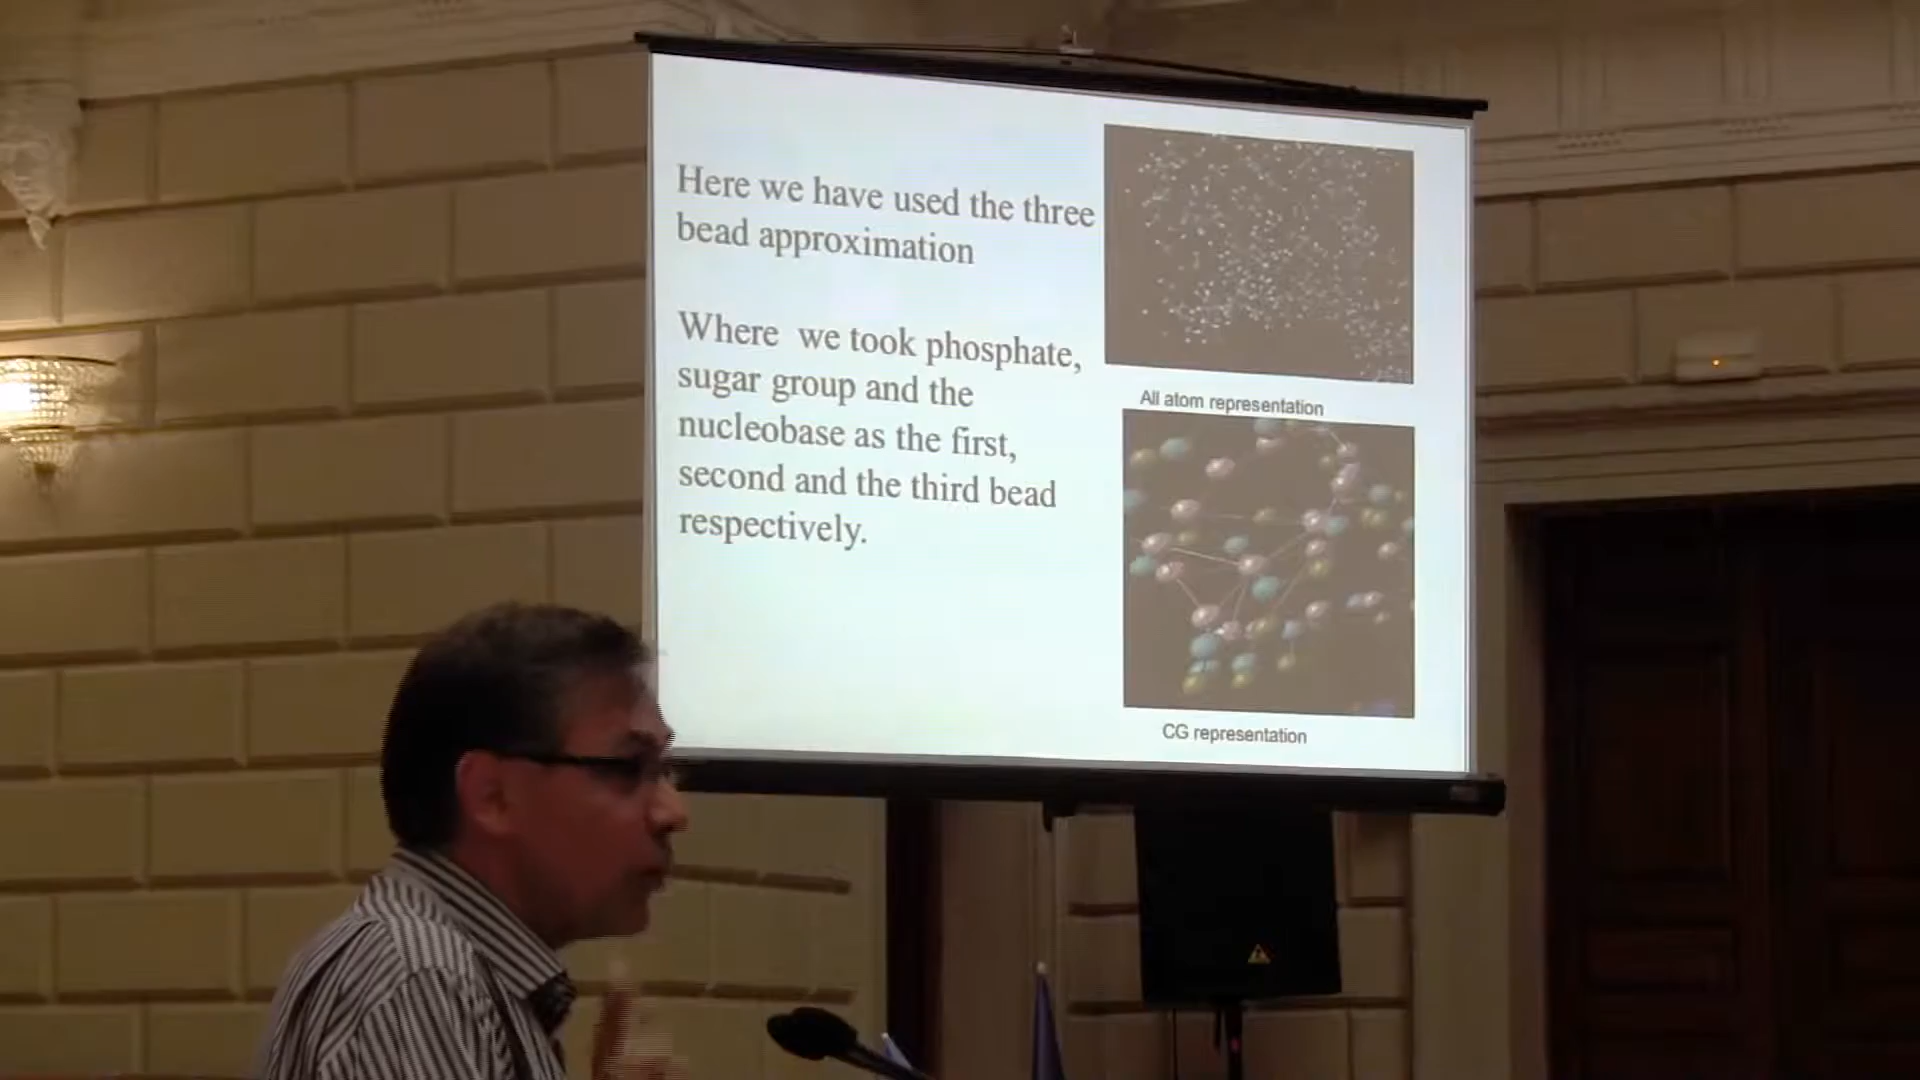 Here we have used the three
bead approximation
Where we took phosphate,
sugar group and the
nucleobase as the first,
second and the third bead
respectively.
All atom representation
CG representation